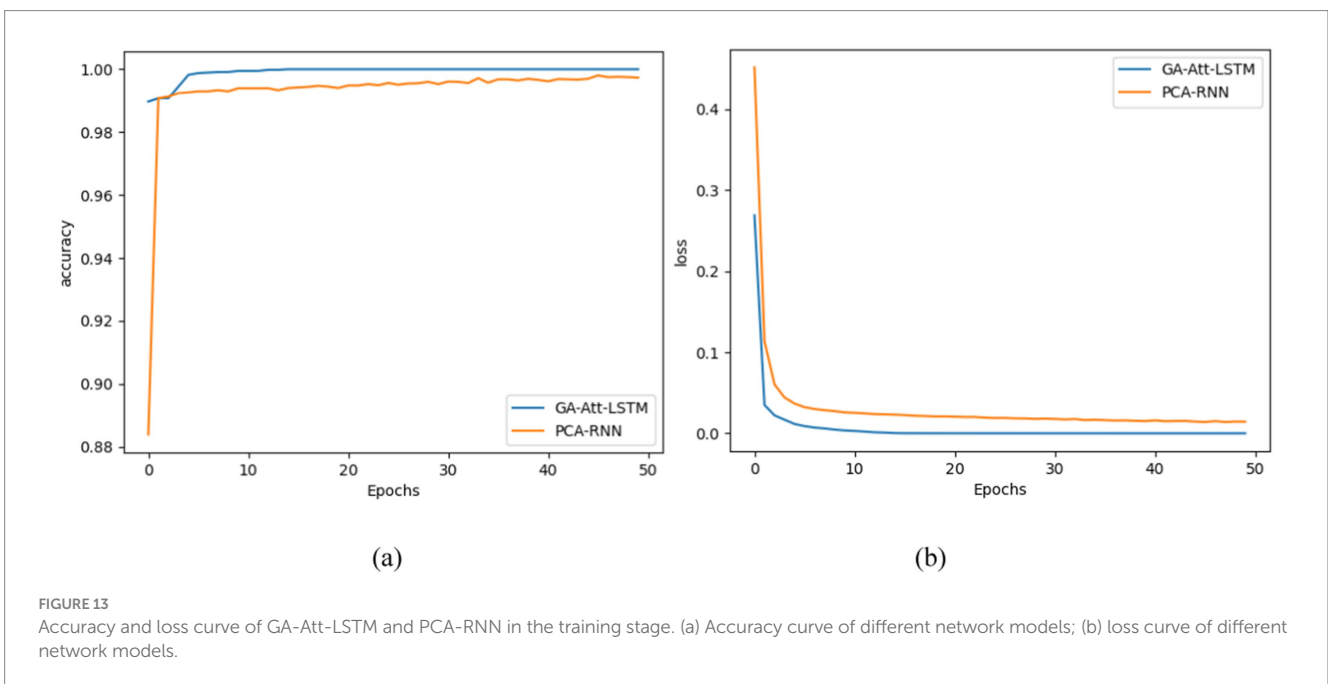 1.00
0.98
0.96
0.94
0.92
0.90
0.88
accuracy
0 10 20 30 40 50
Epochs
GA-Att-LSTM
PCA-RNN
(a)
0.4
0.3
0.2
0.1
0.0
loss
0 10 20 30 40 50
Epochs
GA-Att-LSTM
PCA-RNN
(b)
FIGURE 13
Accuracy and loss curve of GA-Att-LSTM and PCA-RNN in the training stage. (a) Accuracy curve of different network models; (b) loss curve of different
network models.